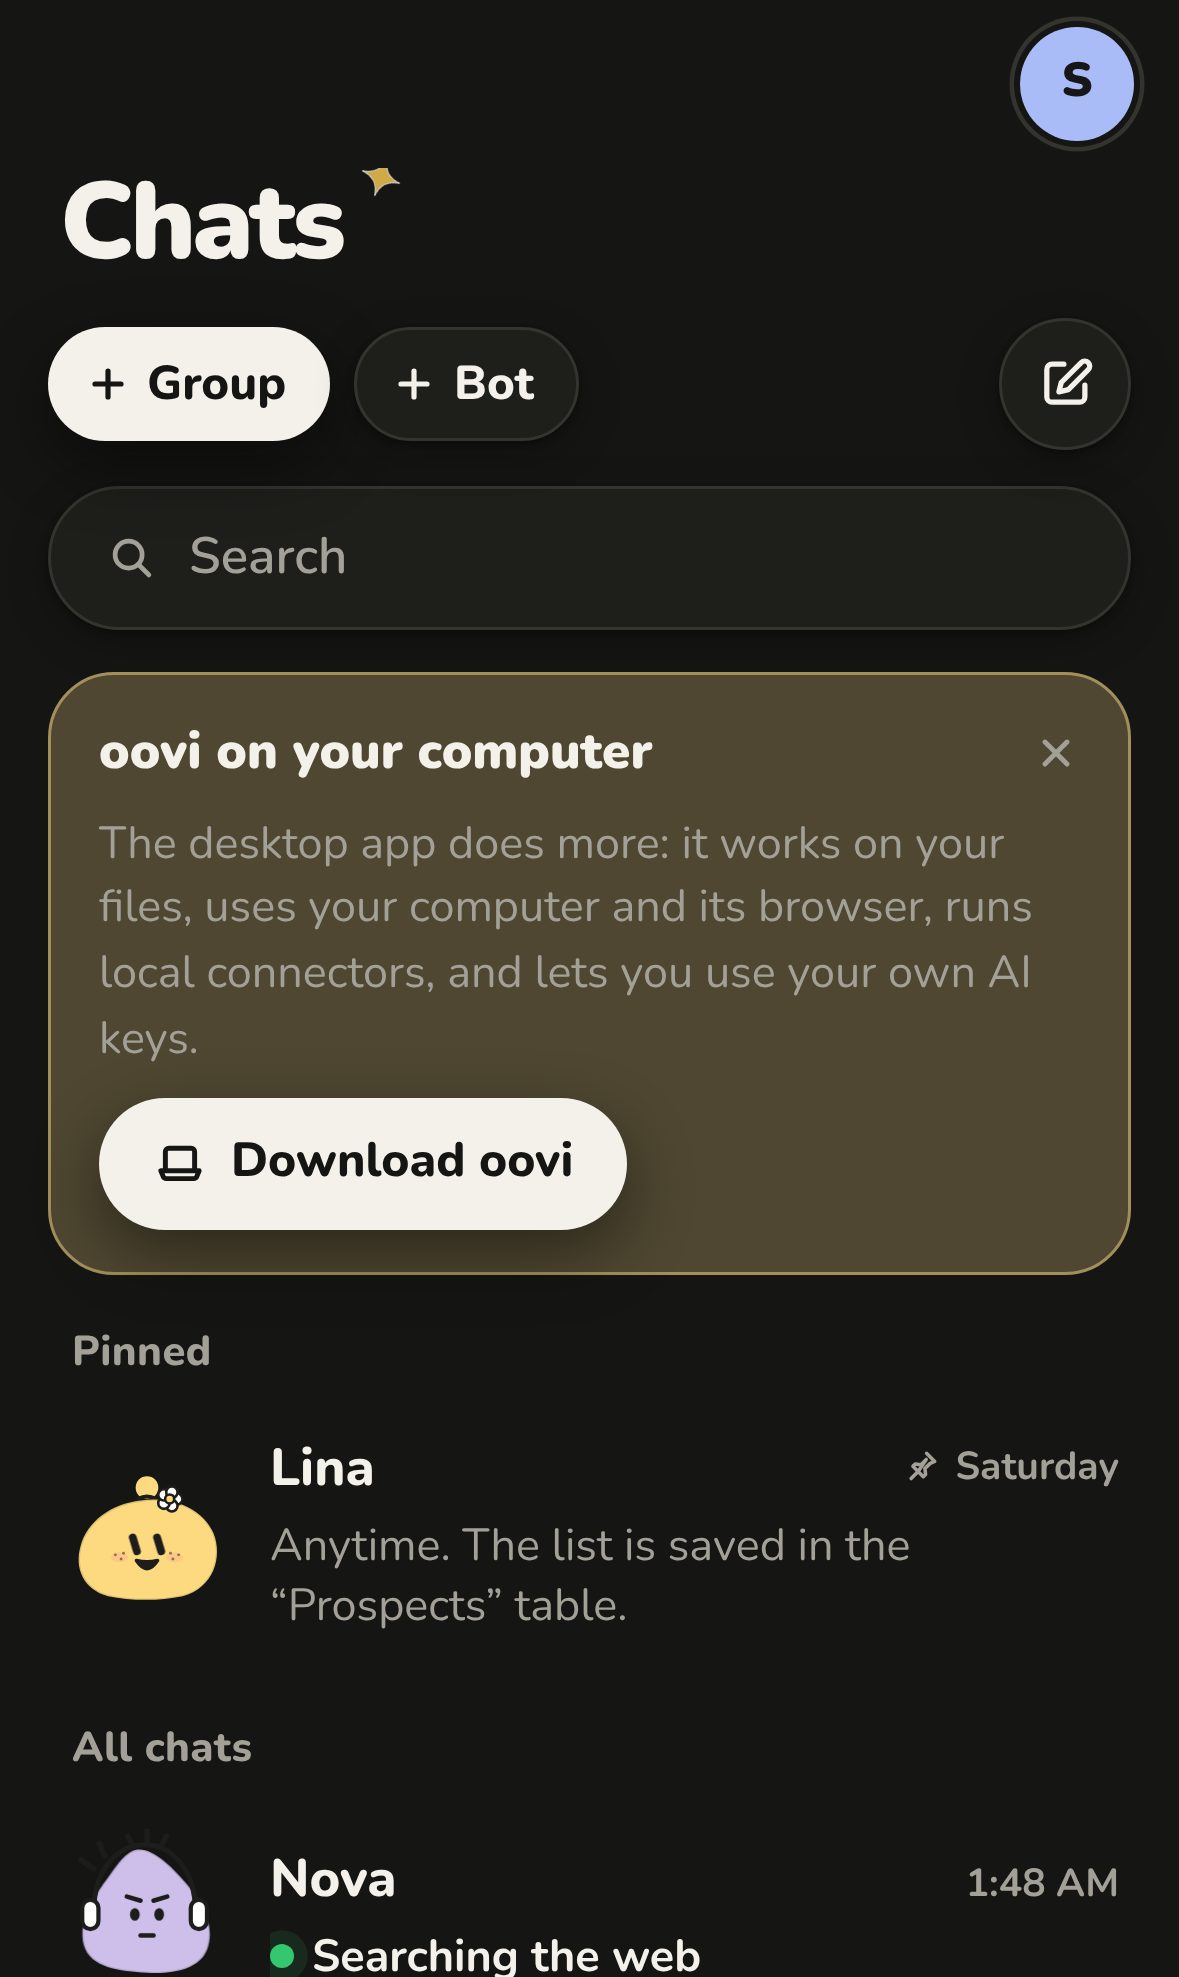 S
Chats
+ Group
+ Bot
Search
oovi on your computer
The desktop app does more: it works on your
files, uses your computer and its browser, runs
local connectors, and lets you use your own AI
keys.
Download oovi
Pinned
Lina
Saturday
Anytime. The list is saved in the
“Prospects” table.
All chats
Nova
1:48 AM
Searching the web